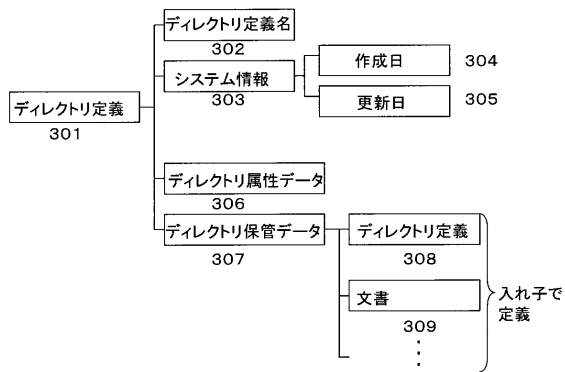 ディレクトリ定義名
302
作成日
304
システム情報
303
更新日
305
ディレクトリ定義
301
ディレクトリ属性データ
306
ディレクトリ保管データ
307
ディレクトリ定義
308
文書
309
入れ子で
定義